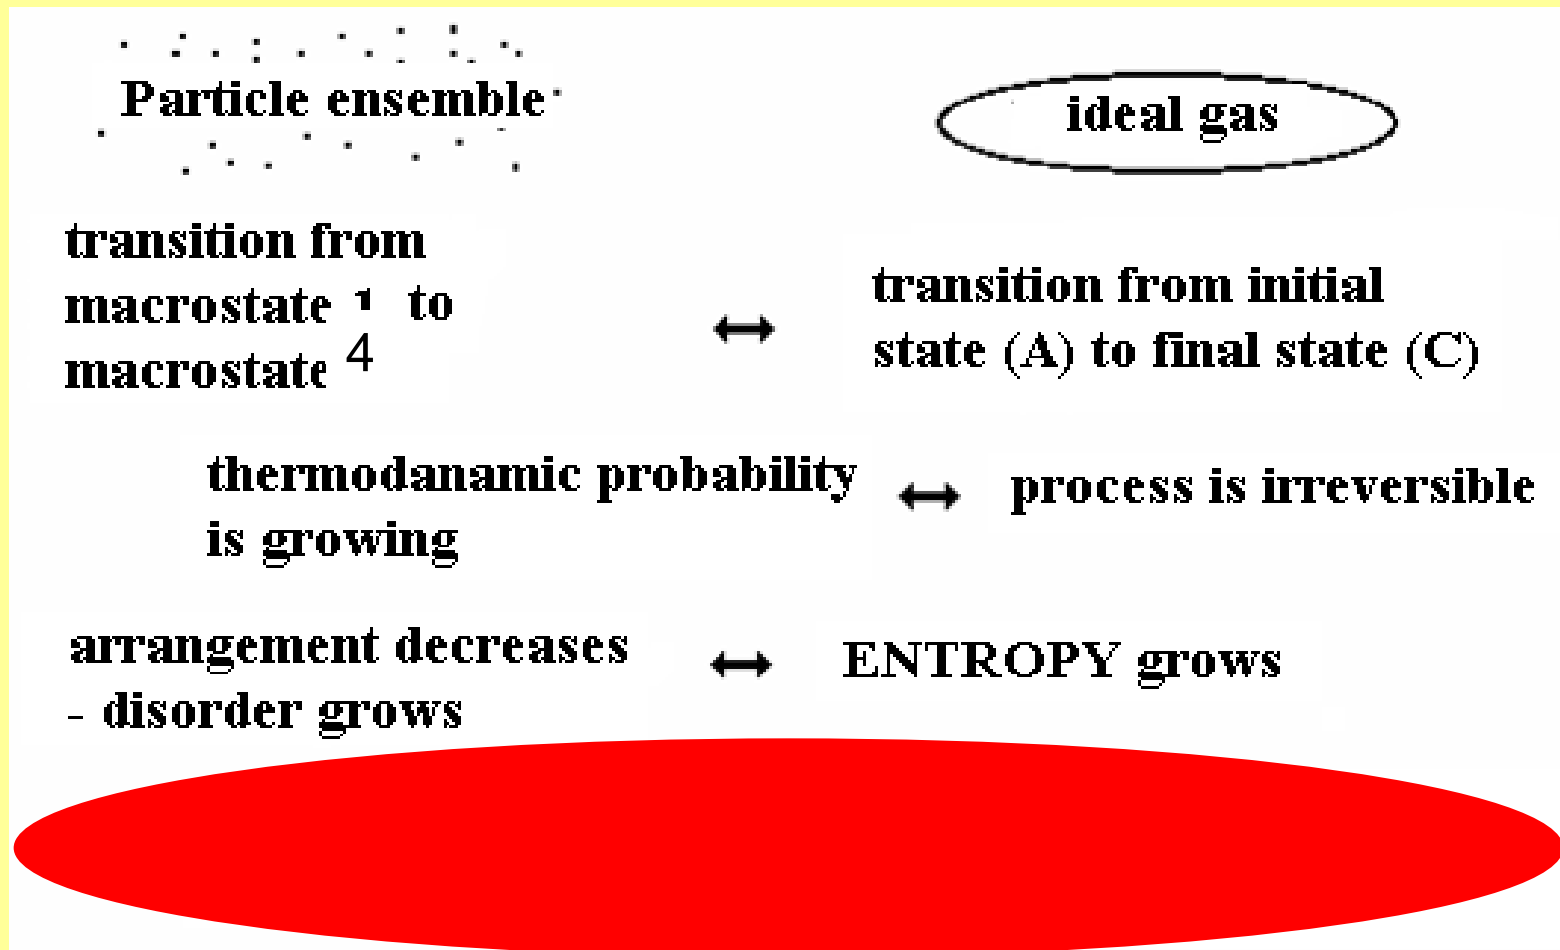 Particle ensemble
ideal gas
transition from
macrostate 1 to
macrostate 4
transition from initial
state (A) to final state (C)
thermodanamic probability
is growing
process is irreversible
arrangement decreases
- disorder grows
ENTROPY grows